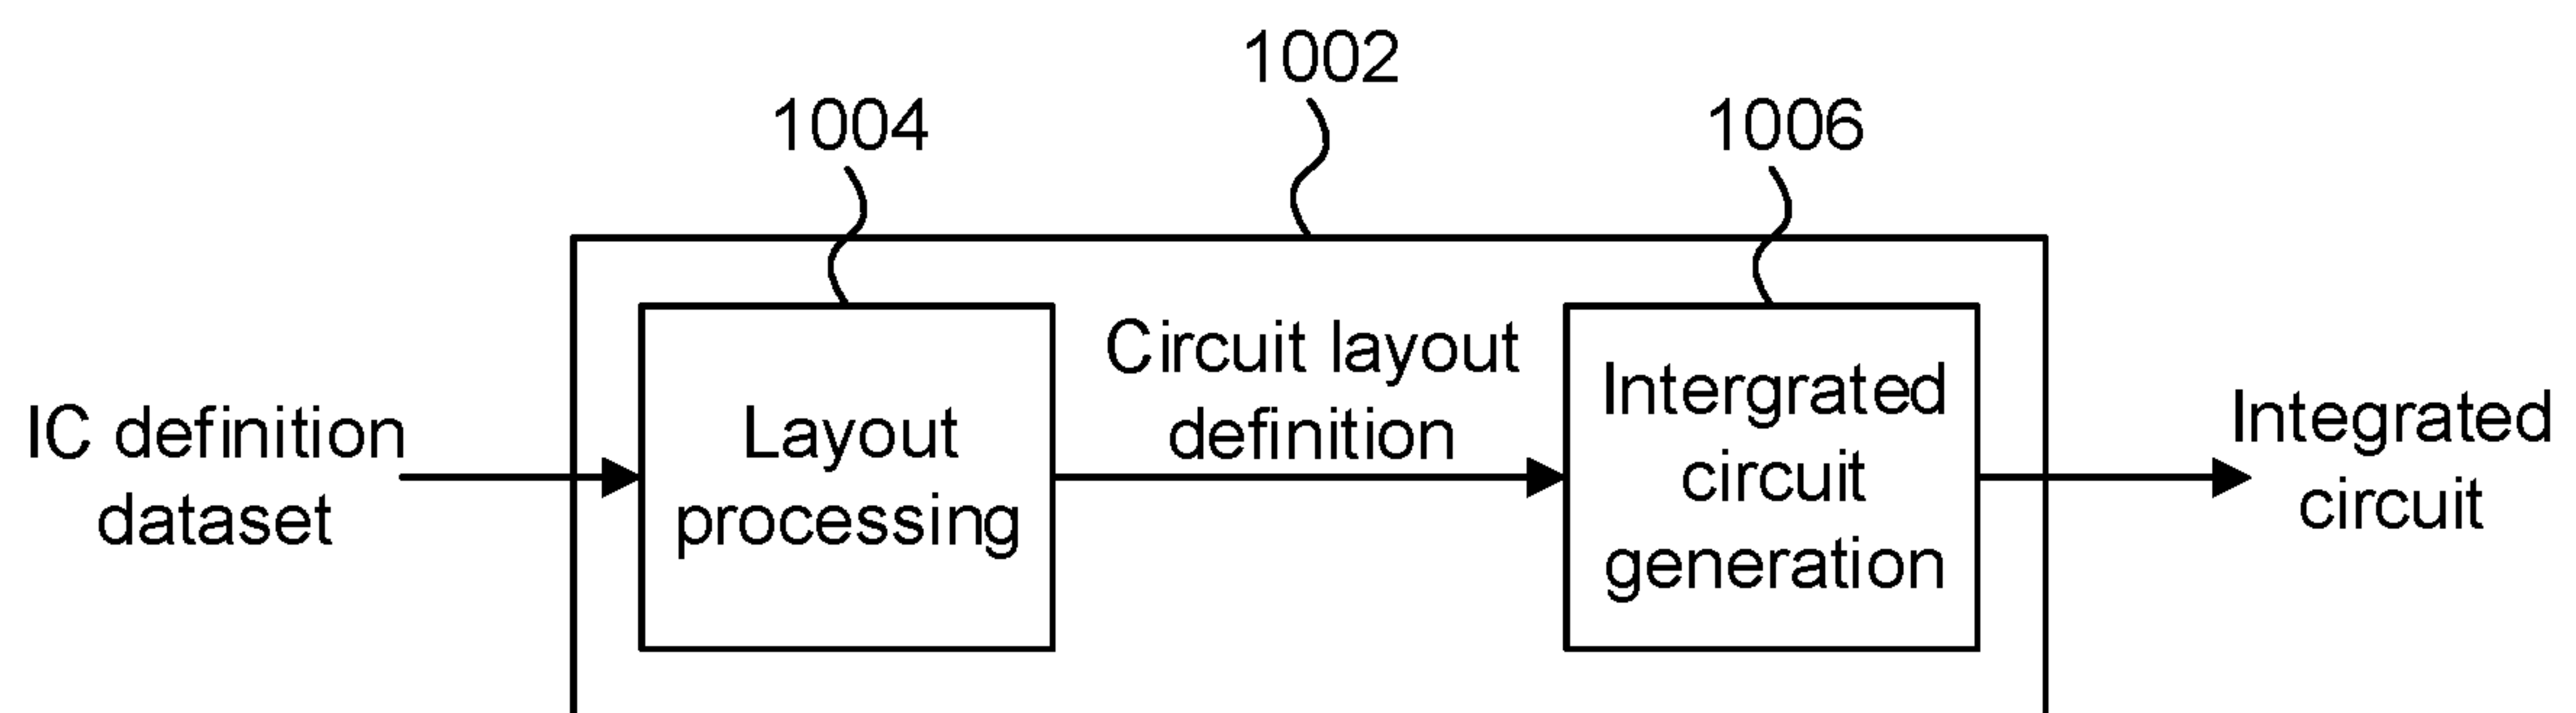 1002
1004
1006
IC definition
dataset
Layout
processing
Circuit layout
definition
Intergrated
circuit
generation
Integrated
circuit